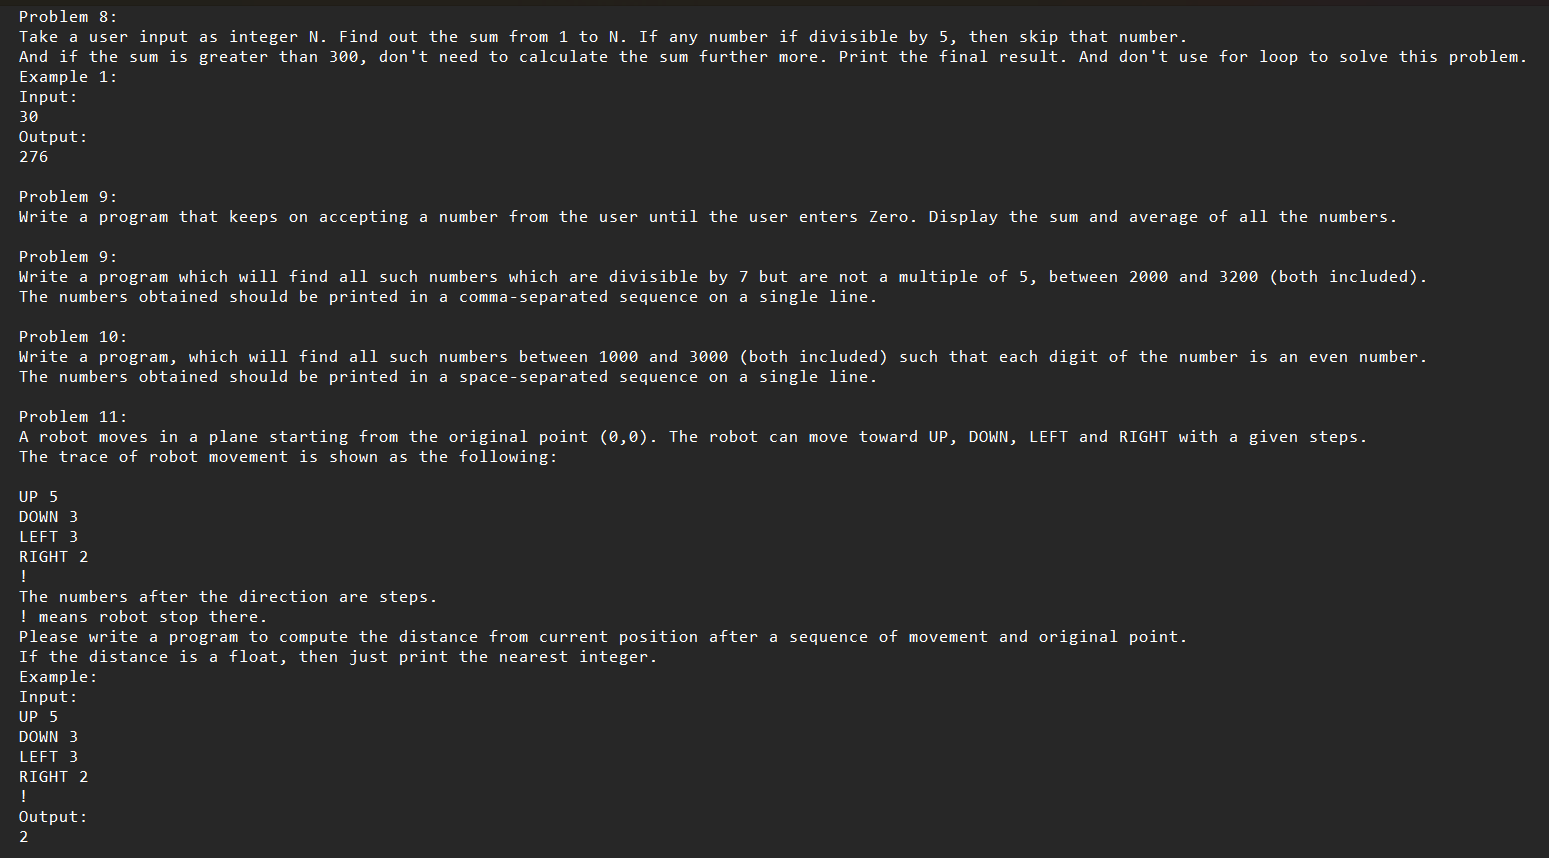 Problem 8:
Take a user input as integer N. Find out the sum from 1 to N. If any number if divisible by 5, then skip that number.
And if the sum is greater than 300, don't need to calculate the sum further more. Print the final result. And don't use for loop to solve this problem.
Example 1:
Input:
30
Output:
276

Problem 9:
Write a program that keeps on accepting a number from the user until the user enters Zero. Display the sum and average of all the numbers.

Problem 9:
Write a program which will find all such numbers which are divisible by 7 but are not a multiple of 5, between 2000 and 3200 (both included).
The numbers obtained should be printed in a comma-separated sequence on a single line.

Problem 10:
Write a program, which will find all such numbers between 1000 and 3000 (both included) such that each digit of the number is an even number.
The numbers obtained should be printed in a space-separated sequence on a single line.

Problem 11:
A robot moves in a plane starting from the original point (0,0). The robot can move toward UP, DOWN, LEFT and RIGHT with a given steps.
The trace of robot movement is shown as the following:

UP 5
DOWN 3
LEFT 3
RIGHT 2
!
The numbers after the direction are steps.
! means robot stop there.
Please write a program to compute the distance from current position after a sequence of movement and original point.
If the distance is a float, then just print the nearest integer.
Example:
Input:
UP 5
DOWN 3
LEFT 3
RIGHT 2
!
Output:
2